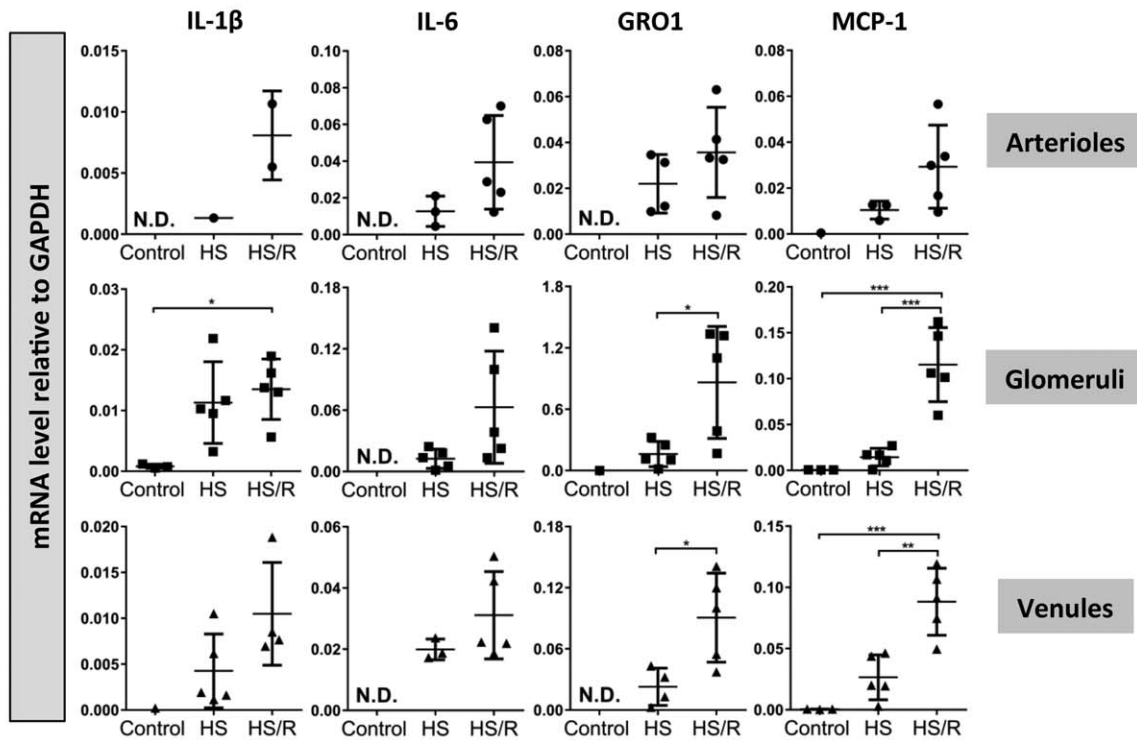 IL-1β IL-6 GRO1 MCP-1
mRNA level relative to GAPDH
0.015
0.010
0.005
0.000
N.D.
Control HS HS/R
0.10
0.08
0.06
0.04
0.02
0.00
N.D.
Control HS HS/R
0.08
0.06
0.04
0.02
0.00
N.D.
Control HS HS/R
0.08
0.06
0.04
0.02
0.00
Control HS HS/R
Arterioles
0.03
0.02
0.01
0.00
*
Control HS HS/R
0.18
0.12
0.06
0.00
N.D.
Control HS HS/R
1.8
1.2
0.6
0.0
*
Control HS HS/R
0.20
0.15
0.10
0.05
0.00
***
***
Control HS HS/R
Glomeruli
0.020
0.015
0.010
0.005
0.000
Control HS HS/R
0.06
0.04
0.02
0.00
N.D.
Control HS HS/R
0.18
0.12
0.06
0.00
*
N.D.
Control HS HS/R
0.15
0.10
0.05
0.00
***
**
Control HS HS/R
Venules